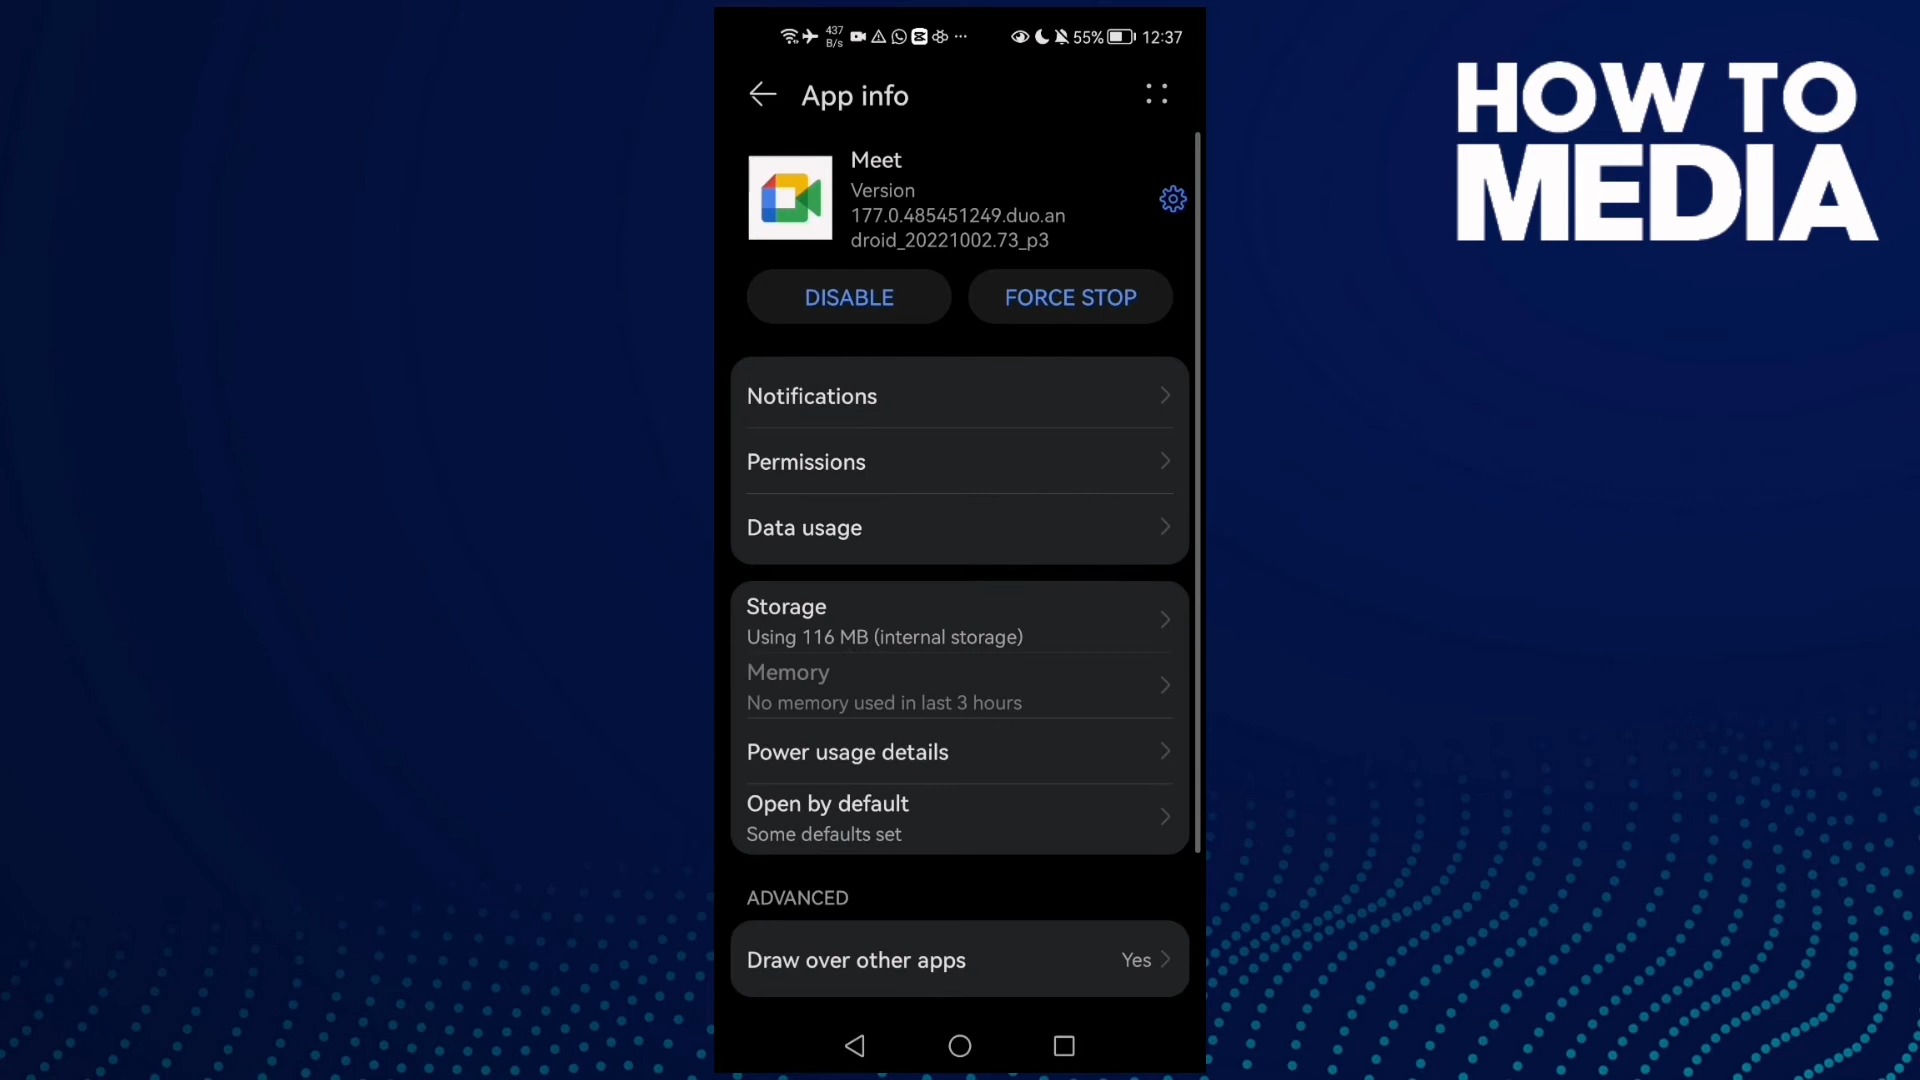 437
B/s
55%
12:37
App info
Meet
Version
177.0.485451249.duo.an
droid_20221002.73_p3
DISABLE
FORCE STOP
Notifications
Permissions
Data usage
Storage
Using 116 MB (internal storage)
Memory
No memory used in last 3 hours
Power usage details
Open by default
Some defaults set
ADVANCED
Draw over other apps
Yes
HOW TO
MEDIA